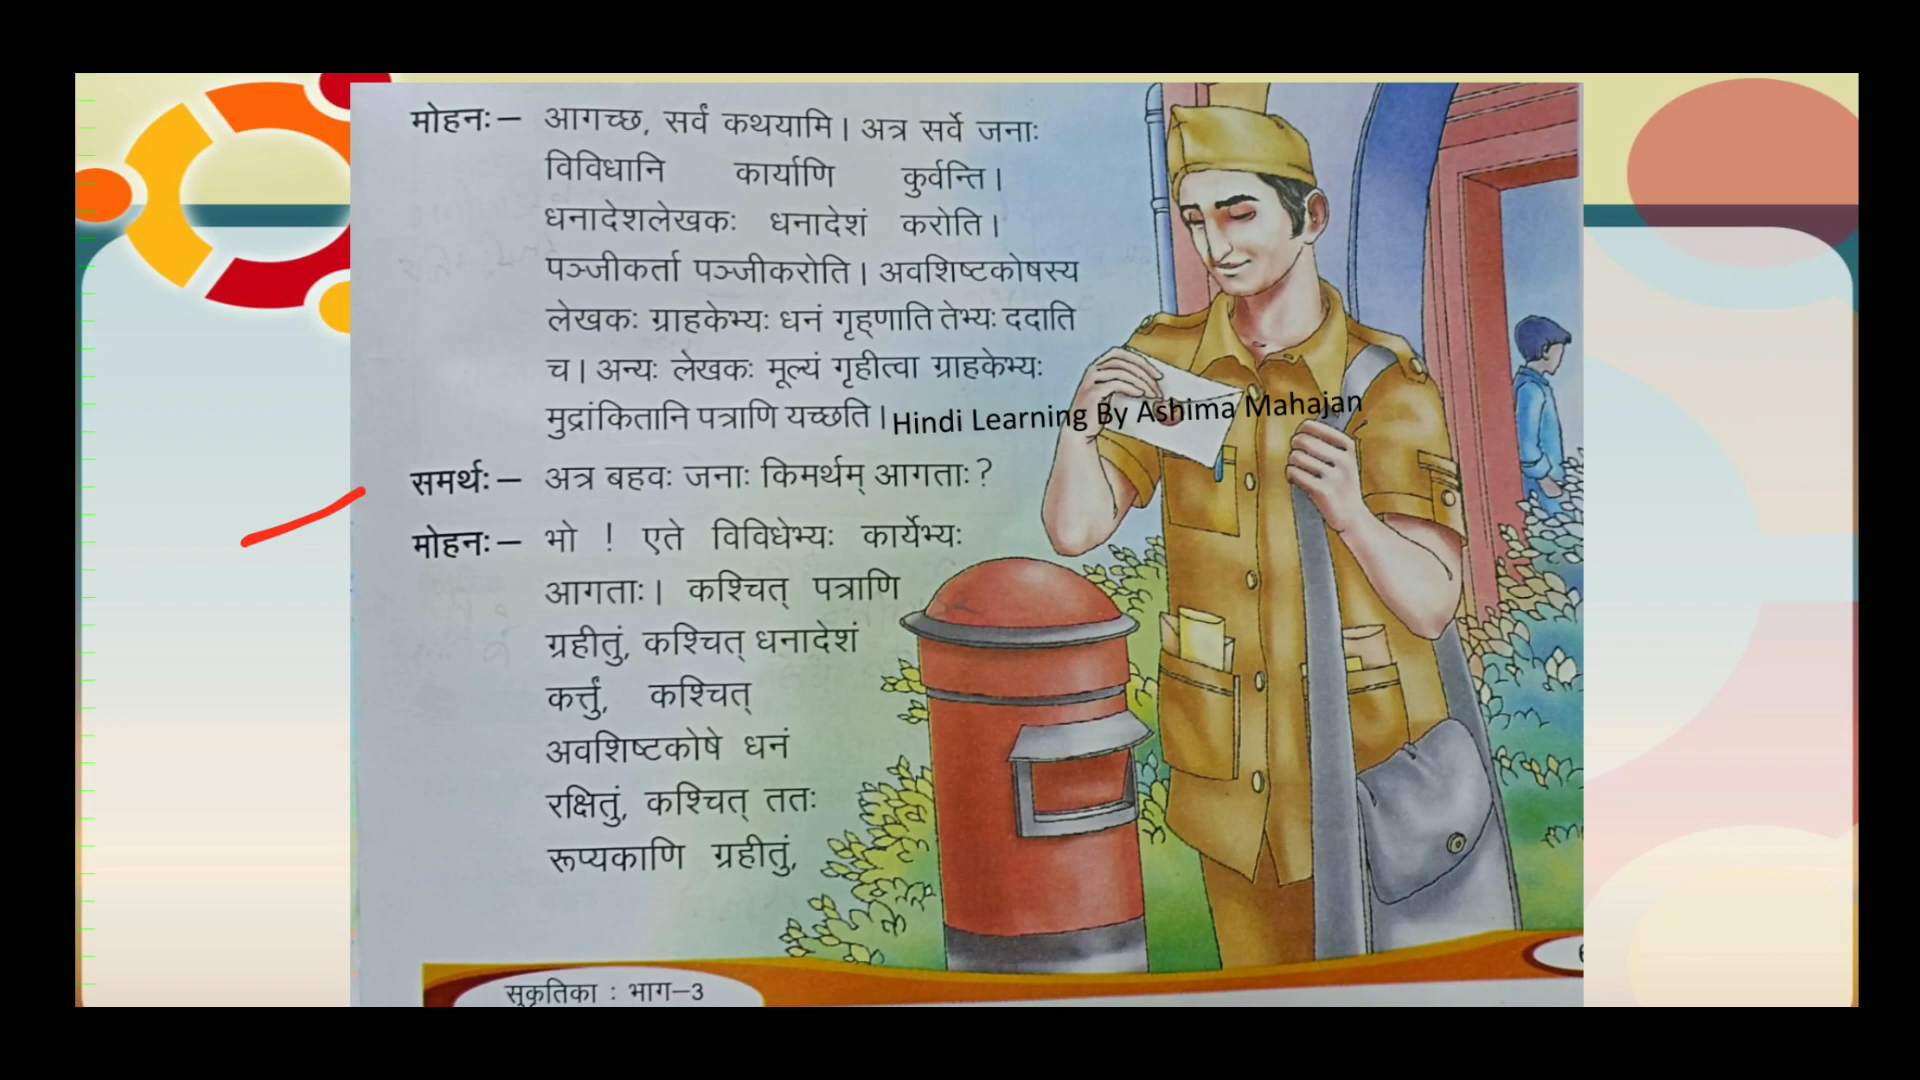 मोहनः– आगच्छ, सर्वं कथयामि। अत्र सर्वे जनाः
विविधानि कार्याणि कुर्वन्ति।
धनादेशलेखकः धनादेशं करोति।
पञ्जीकर्ता पञ्जीकरोति। अवशिष्टकोषस्य
लेखकः ग्राहकेभ्यः धनं गृह्णाति तेभ्यः ददाति
च। अन्यः लेखकः मूल्यं गृहीत्वा ग्राहकेभ्यः
मुद्रांकितानि पत्राणि यच्छति।
Hindi Learning By Ashima Mahajan
समर्थः– अत्र बहवः जनाः किमर्थम् आगताः?
मोहनः– भो ! एते विविधेभ्यः कार्येभ्यः
आगताः। कश्चित् पत्राणि
ग्रहीतुं, कश्चित् धनादेशं
कर्त्तुं, कश्चित्
अवशिष्टकोषे धनं
रक्षितुं, कश्चित् ततः
रूप्यकाणि ग्रहीतुं,
सुकृतिका : भाग–3